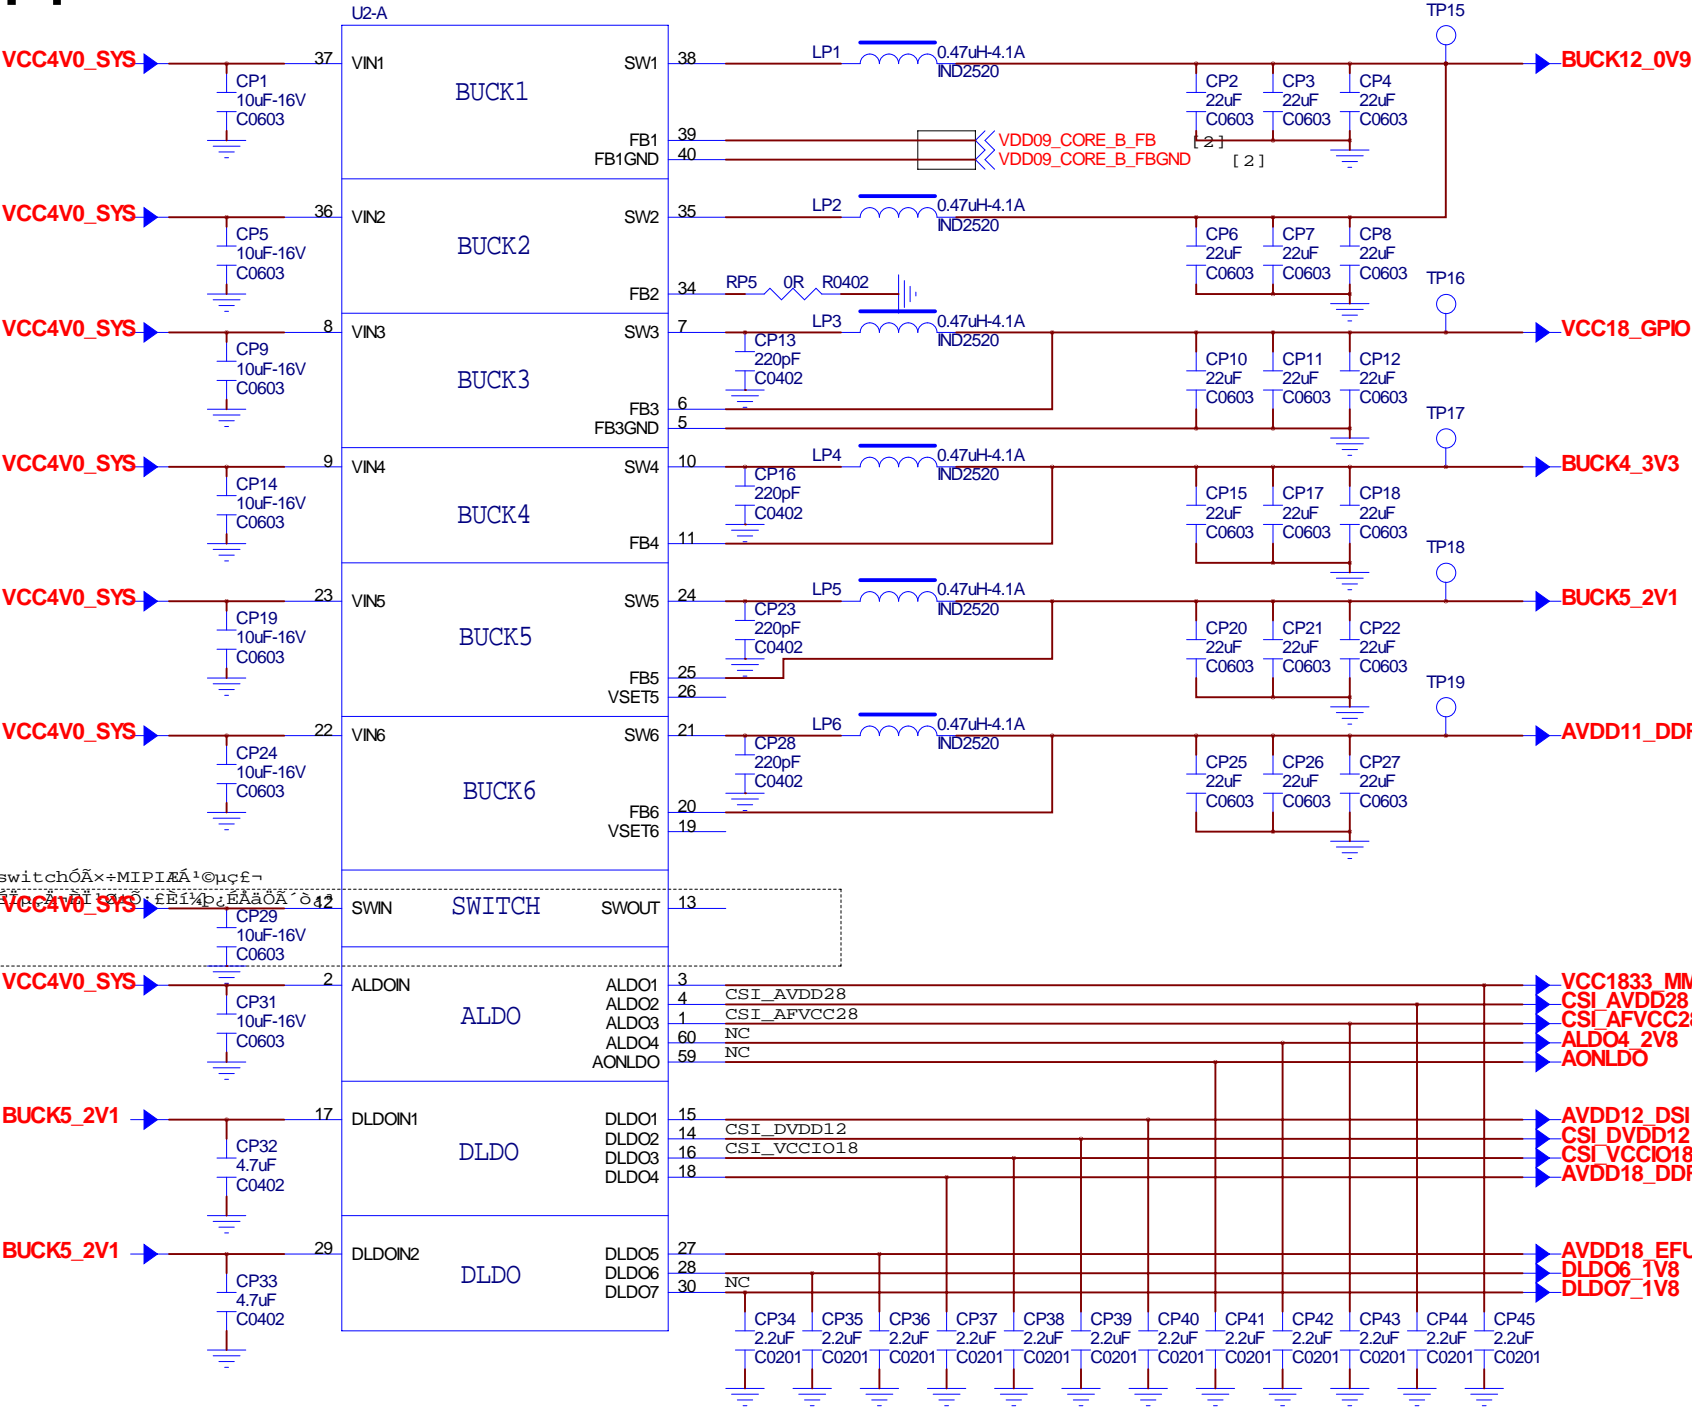 U2-A
TP15
VCC4V0_SYS 37 VIN1 SW1 38 LP1 0.47uH-4.1A IND2520 BUCK12_0V9
BUCK1
CP1 10uF-16V C0603
CP2 22uF C0603
CP3 22uF C0603
CP4 22uF C0603
FB1 39 VDD09_CORE_B_FB [2]
FB1GND 40 VDD09_CORE_B_FBGND [2]
VCC4V0_SYS 36 VIN2 SW2 35 LP2 0.47uH-4.1A IND2520
BUCK2
CP5 10uF-16V C0603
CP6 22uF C0603
CP7 22uF C0603
CP8 22uF C0603
FB2 34 RP5 0R R0402
TP16
VCC4V0_SYS 8 VIN3 SW3 7 LP3 0.47uH-4.1A IND2520 VCC18_GPIO
BUCK3
CP9 10uF-16V C0603
CP13 220pF C0402
CP10 22uF C0603
CP11 22uF C0603
CP12 22uF C0603
FB3 6
FB3GND 5
TP17
VCC4V0_SYS 9 VIN4 SW4 10 LP4 0.47uH-4.1A IND2520 BUCK4_3V3
BUCK4
CP14 10uF-16V C0603
CP16 220pF C0402
CP15 22uF C0603
CP17 22uF C0603
CP18 22uF C0603
FB4 11
TP18
VCC4V0_SYS 23 VIN5 SW5 24 LP5 0.47uH-4.1A IND2520 BUCK5_2V1
BUCK5
CP19 10uF-16V C0603
CP23 220pF C0402
CP20 22uF C0603
CP21 22uF C0603
CP22 22uF C0603
FB5 25
VSET5 26
TP19
VCC4V0_SYS 22 VIN6 SW6 21 LP6 0.47uH-4.1A IND2520 AVDD11_DDR
BUCK6
CP24 10uF-16V C0603
CP28 220pF C0402
CP25 22uF C0603
CP26 22uF C0603
CP27 22uF C0603
FB6 20
VSET6 19
switchÓÃ×÷MIPIÆÁ¹©µç£¬
VCC4V0_SYS 12 SWIN SWITCH SWOUT 13
CP29 10uF-16V C0603
VCC4V0_SYS 2 ALDOIN ALDO
CP31 10uF-16V C0603
ALDO1 3
ALDO2 4 CSI_AVDD28 CSI_AVDD28
ALDO3 1 CSI_AFVCC28
ALDO4 60 NC ALDO4_2V8
AONLDO 59 NC AONLDO
BUCK5_2V1 17 DLDOIN1 DLDO
CP32 4.7uF C0402
DLDO1 15 AVDD12_DSI
DLDO2 14 CSI_DVDD12 CSI_DVDD12
DLDO3 16 CSI_VCCIO18 CSI_VCCIO18
DLDO4 18
BUCK5_2V1 29 DLDOIN2 DLDO
CP33 4.7uF C0402
DLDO5 27
DLDO6 28 DLDO6_1V8
DLDO7 30 NC DLDO7_1V8
CP34 CP35 CP36 CP37 CP38 CP39 CP40 CP41 CP42 CP43 CP44 CP45
2.2uF 2.2uF 2.2uF 2.2uF 2.2uF 2.2uF 2.2uF 2.2uF 2.2uF 2.2uF 2.2uF 2.2uF
C0201 C0201 C0201 C0201 C0201 C0201 C0201 C0201 C0201 C0201 C0201 C0201